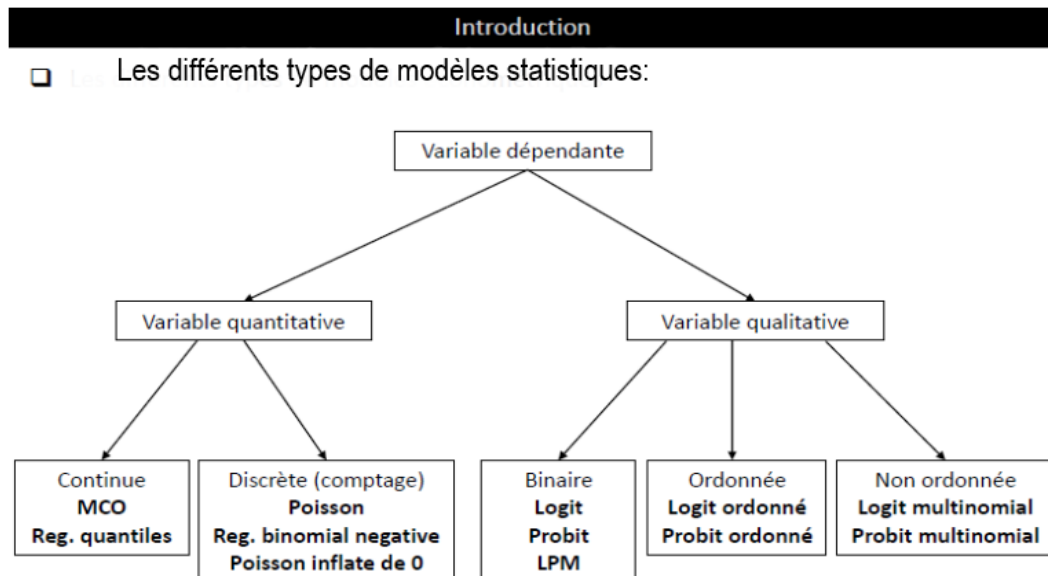 Introduction
❑ Les différents types de modèles statistiques:
Variable dépendante
Variable quantitative
Variable qualitative
Continue
MCO
Reg. quantiles
Discrète (comptage)
Poisson
Reg. binomial negative
Poisson inflate de 0
Binaire
Logit
Probit
LPM
Ordonnée
Logit ordonné
Probit ordonné
Non ordonnée
Logit multinomial
Probit multinomial